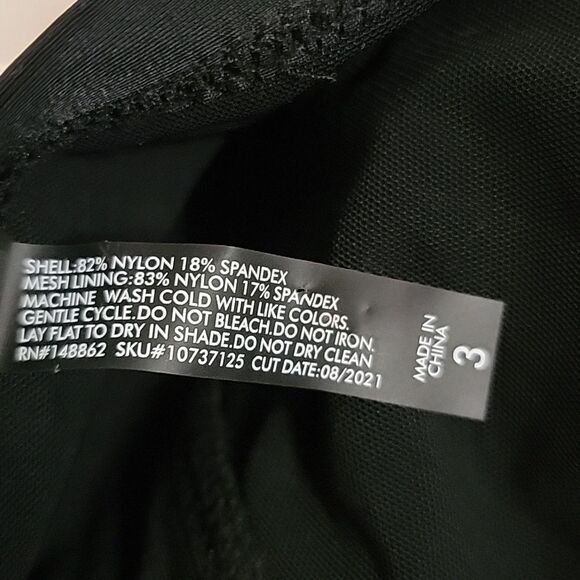 SHELL:82% NYLON 18% SPANDEX
MESH LINING:83% NYLON 17% SPANDEX
MACHINE WASH COLD WITH LIKE COLORS.
GENTLE CYCLE.DO NOT BLEACH.DO NOT IRON.
LAY FLAT TO DRY IN SHADE.DO NOT DRY CLEAN
RN#148862 SKU#10737125 CUT DATE:08/2021
MADE IN
CHINA
3